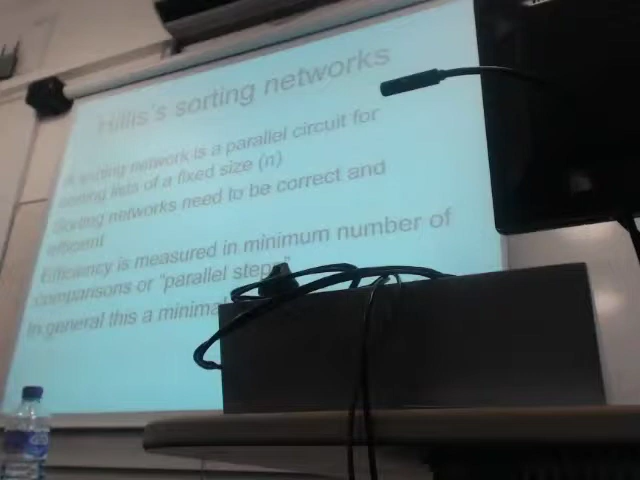 Hillis's sorting networks
A sorting network is a parallel circuit for
sorting lists of a fixed size (n)
Sorting networks need to be correct and
efficient
Efficiency is measured in minimum number of
comparisons or "parallel steps"
In general this a minimal